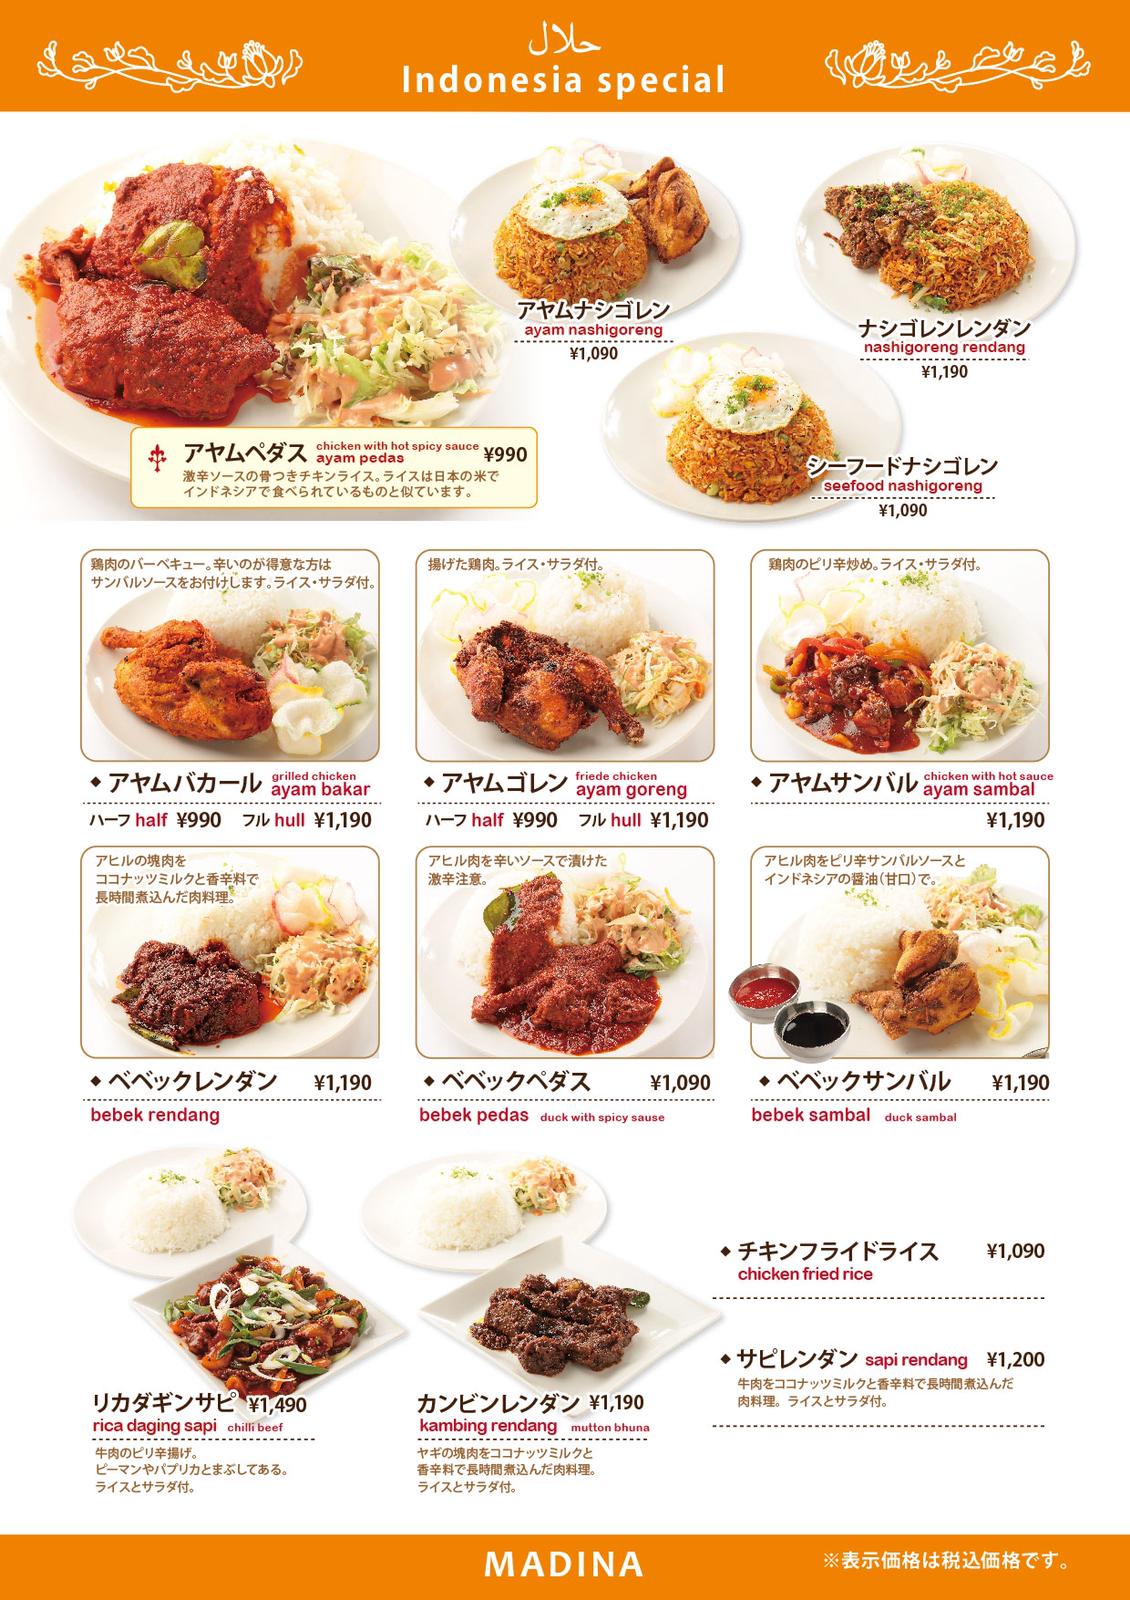 حلال
Indonesia special
アヤムナシゴレン
ayam nashigoreng
¥1,090
ナシゴレンレンダン
nashigoreng rendang
¥1,190
アヤムペダス chicken with hot spicy sauce ayam pedas ¥990
激辛ソースの骨つきチキンライス。ライスは日本の米で
インドネシアで食べられているものと似ています。
シーフードナシゴレン
seefood nashigoreng
¥1,090
鶏肉のバーベキュー。辛いのが得意な方は
サンバルソースをお付けします。ライス・サラダ付。
◆ アヤムバカール grilled chicken ayam bakar
ハーフ half ¥990 フル hull ¥1,190
揚げた鶏肉。ライス・サラダ付。
◆ アヤムゴレン friede chicken ayam goreng
ハーフ half ¥990 フル hull ¥1,190
鶏肉のピリ辛炒め。ライス・サラダ付。
◆ アヤムサンバル chicken with hot sauce ayam sambal
¥1,190
アヒルの塊肉を
ココナッツミルクと香辛料で
長時間煮込んだ肉料理。
◆ ベベックレンダン ¥1,190
bebek rendang
アヒル肉を辛いソースで漬けた
激辛注意。
◆ ベベックペダス ¥1,090
bebek pedas duck with spicy sause
アヒル肉をピリ辛サンバルソースと
インドネシアの醤油(甘口)で。
◆ ベベックサンバル ¥1,190
bebek sambal duck sambal
リカダギンサピ ¥1,490
rica daging sapi chilli beef
牛肉のピリ辛揚げ。
ピーマンやパプリカとまぶしてある。
ライスとサラダ付。
カンビンレンダン ¥1,190
kambing rendang mutton bhuna
ヤギの塊肉をココナッツミルクと
香辛料で長時間煮込んだ肉料理。
ライスとサラダ付。
◆ チキンフライドライス ¥1,090
chicken fried rice
◆ サピレンダン sapi rendang ¥1,200
牛肉をココナッツミルクと香辛料で長時間煮込んだ
肉料理。ライスとサラダ付。
MADINA
※表示価格は税込価格です。